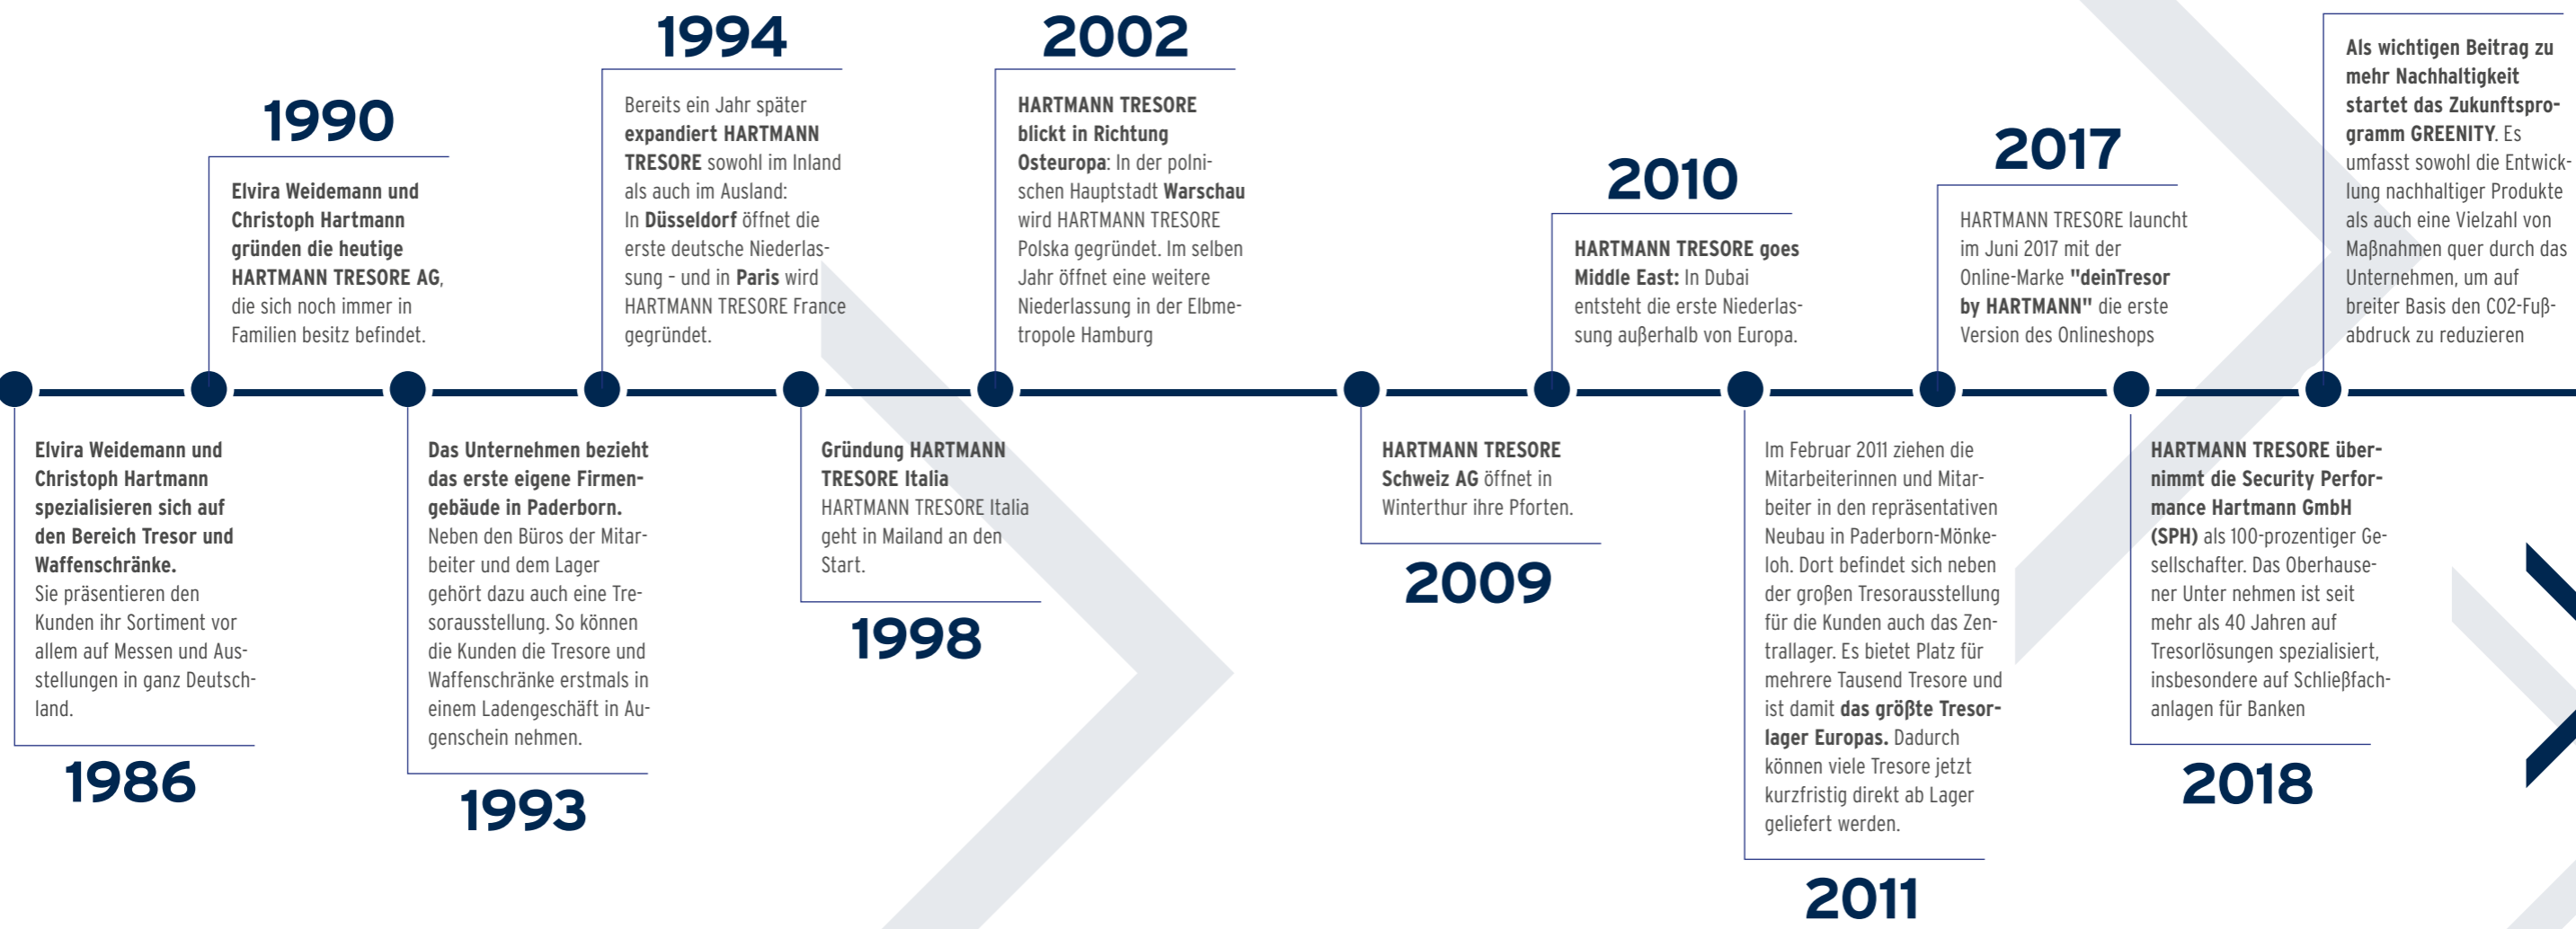 1986
Elvira Weidemann und
Christoph Hartmann
spezialisieren sich auf
den Bereich Tresor und
Waffenschränke.
Sie präsentieren den
Kunden ihr Sortiment vor
allem auf Messen und Aus-
stellungen in ganz Deutsch-
land.
1990
Elvira Weidemann und
Christoph Hartmann
gründen die heutige
HARTMANN TRESORE AG,
die sich noch immer in
Familien besitz befindet.
1993
Das Unternehmen bezieht
das erste eigene Firmen-
gebäude in Paderborn.
Neben den Büros der Mitar-
beiter und dem Lager
gehört dazu auch eine Tre-
sorausstellung. So können
die Kunden die Tresore und
Waffenschränke erstmals in
einem Ladengeschäft in Au-
genschein nehmen.
1994
Bereits ein Jahr später
expandiert HARTMANN
TRESORE sowohl im Inland
als auch im Ausland:
In Düsseldorf öffnet die
erste deutsche Niederlas-
sung - und in Paris wird
HARTMANN TRESORE France
gegründet.
1998
Gründung HARTMANN
TRESORE Italia
HARTMANN TRESORE Italia
geht in Mailand an den
Start.
2002
HARTMANN TRESORE
blickt in Richtung
Osteuropa: In der polni-
schen Hauptstadt Warschau
wird HARTMANN TRESORE
Polska gegründet. Im selben
Jahr öffnet eine weitere
Niederlassung in der Elbme-
tropole Hamburg
2009
HARTMANN TRESORE
Schweiz AG öffnet in
Winterthur ihre Pforten.
2010
HARTMANN TRESORE goes
Middle East: In Dubai
entsteht die erste Niederlas-
sung außerhalb von Europa.
2011
Im Februar 2011 ziehen die
Mitarbeiterinnen und Mitar-
beiter in den repräsentativen
Neubau in Paderborn-Mönke-
loh. Dort befindet sich neben
der großen Tresorausstellung
für die Kunden auch das Zen-
trallager. Es bietet Platz für
mehrere Tausend Tresore und
ist damit das größte Tresor-
lager Europas. Dadurch
können viele Tresore jetzt
kurzfristig direkt ab Lager
geliefert werden.
2017
HARTMANN TRESORE launcht
im Juni 2017 mit der
Online-Marke "deinTresor
by HARTMANN" die erste
Version des Onlineshops
2018
HARTMANN TRESORE über-
nimmt die Security Perfor-
mance Hartmann GmbH
(SPH) als 100-prozentiger Ge-
sellschafter. Das Oberhause-
ner Unter nehmen ist seit
mehr als 40 Jahren auf
Tresorlösungen spezialisiert,
insbesondere auf Schließfach-
anlagen für Banken
Als wichtigen Beitrag zu
mehr Nachhaltigkeit
startet das Zukunftspro-
gramm GREENITY. Es
umfasst sowohl die Entwick-
lung nachhaltiger Produkte
als auch eine Vielzahl von
Maßnahmen quer durch das
Unternehmen, um auf
breiter Basis den CO2-Fuß-
abdruck zu reduzieren